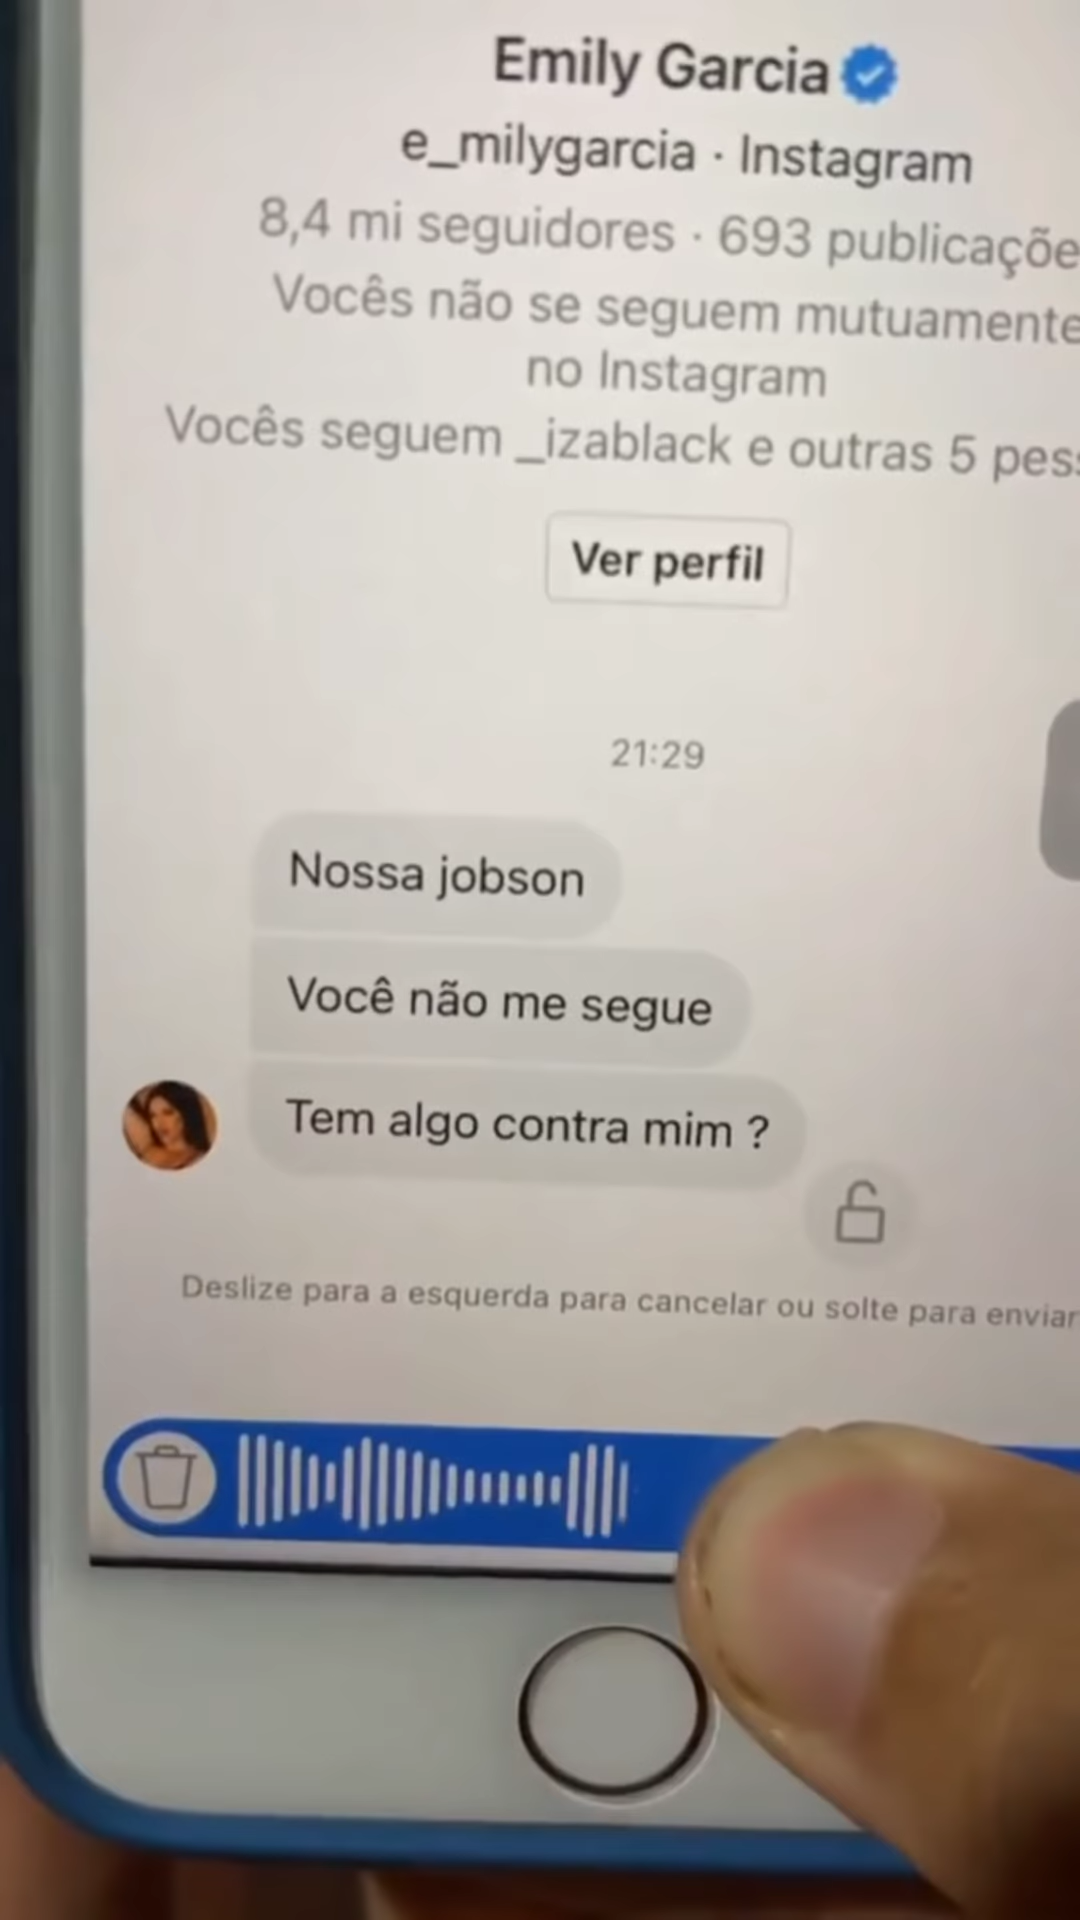 Emily Garcia
e_milygarcia · Instagram
8,4 mi seguidores · 693 publicaçõe
Vocês não se seguem mutuamente
no Instagram
Vocês seguem _izablack e outras 5 pes
Ver perfil
21:29
Nossa jobson
Você não me segue
Tem algo contra mim ?
Deslize para a esquerda para cancelar ou solte para enviar